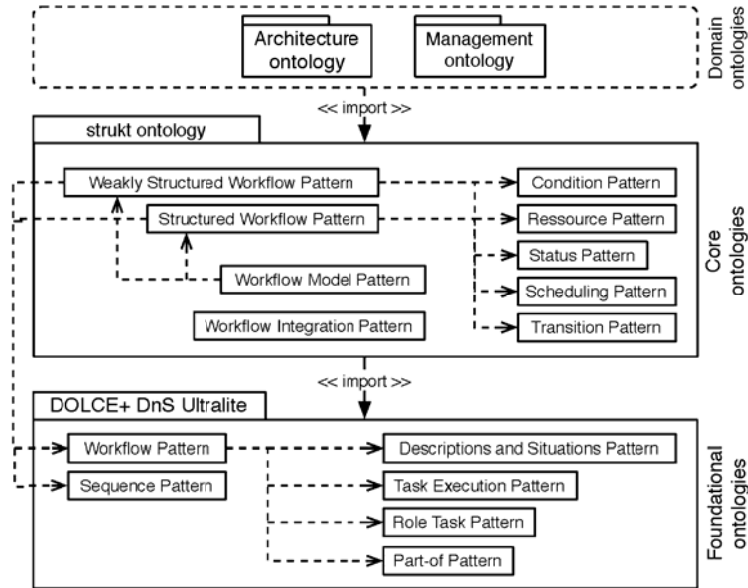 Architecture
ontology
Management
ontology
Domain
ontologies
<< import >>
strukt ontology
Weakly Structured Workflow Pattern
Condition Pattern
Structured Workflow Pattern
Ressource Pattern
Status Pattern
Workflow Model Pattern
Scheduling Pattern
Workflow Integration Pattern
Transition Pattern
Core
ontologies
<< import >>
DOLCE+ DnS Ultralite
Workflow Pattern
Descriptions and Situations Pattern
Sequence Pattern
Task Execution Pattern
Role Task Pattern
Part-of Pattern
Foundational
ontologies